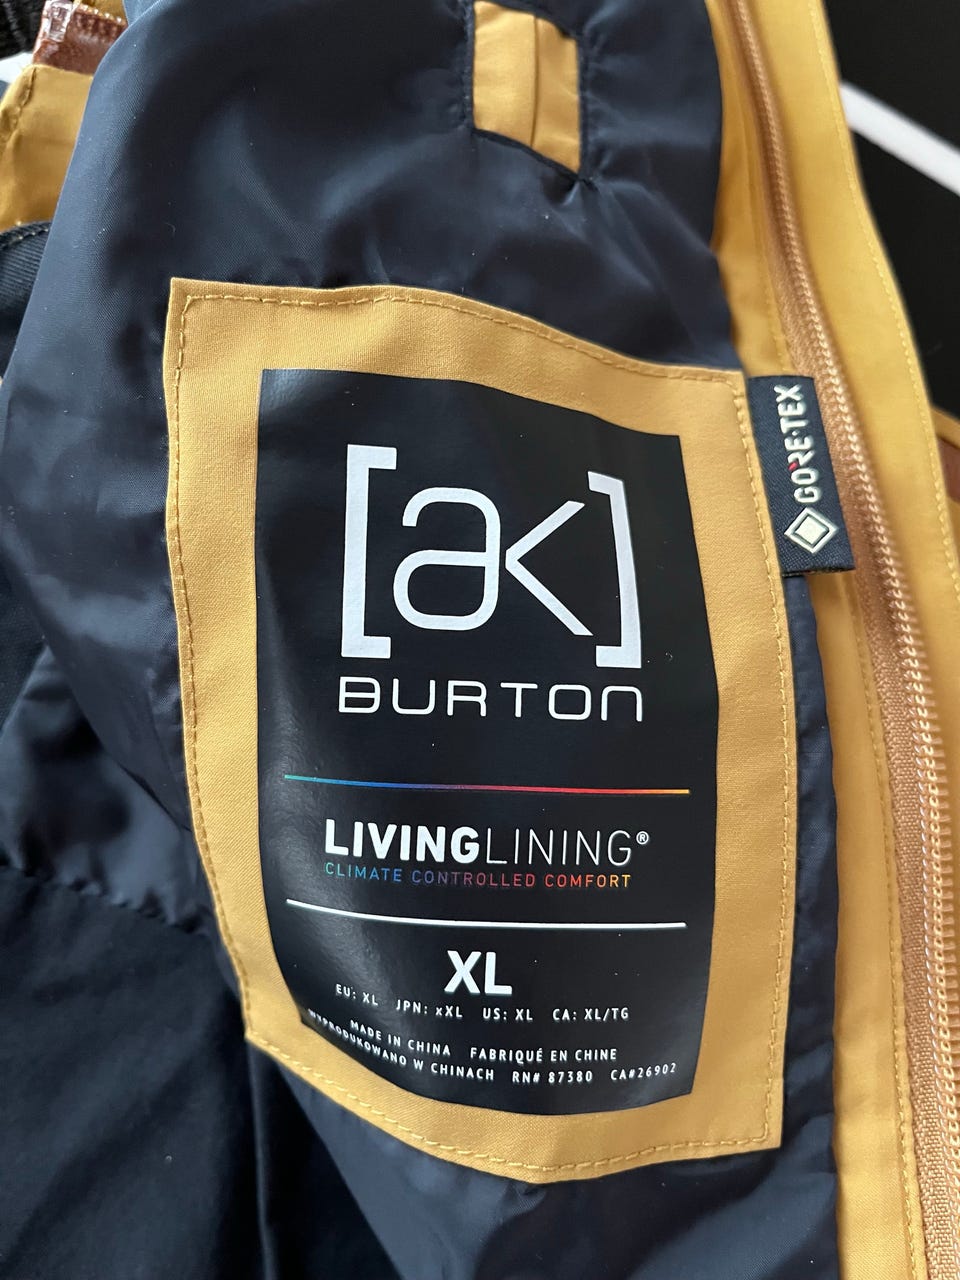 [ak]
BURTON
GORE-TEX
LIVINGLINING®
CLIMATE CONTROLLED COMFORT
XL
EU: XL JPN: xXL US: XL CA: XL/TG
MADE IN CHINA FABRIQUÉ EN CHINE
WYPRODUKOWANO W CHINACH RN# 87380 CA#26902